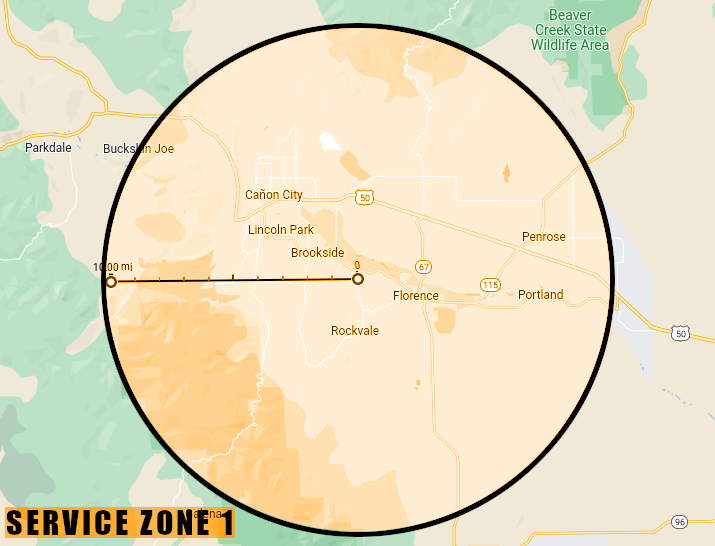 Beaver
Creek State
Wildlife Area
Parkdale
Buckskin Joe
Cañon City
50
Lincoln Park
Penrose
Brookside
10.00 mi
0
67
115
Florence
Portland
Rockvale
50
SERVICE ZONE 1
96